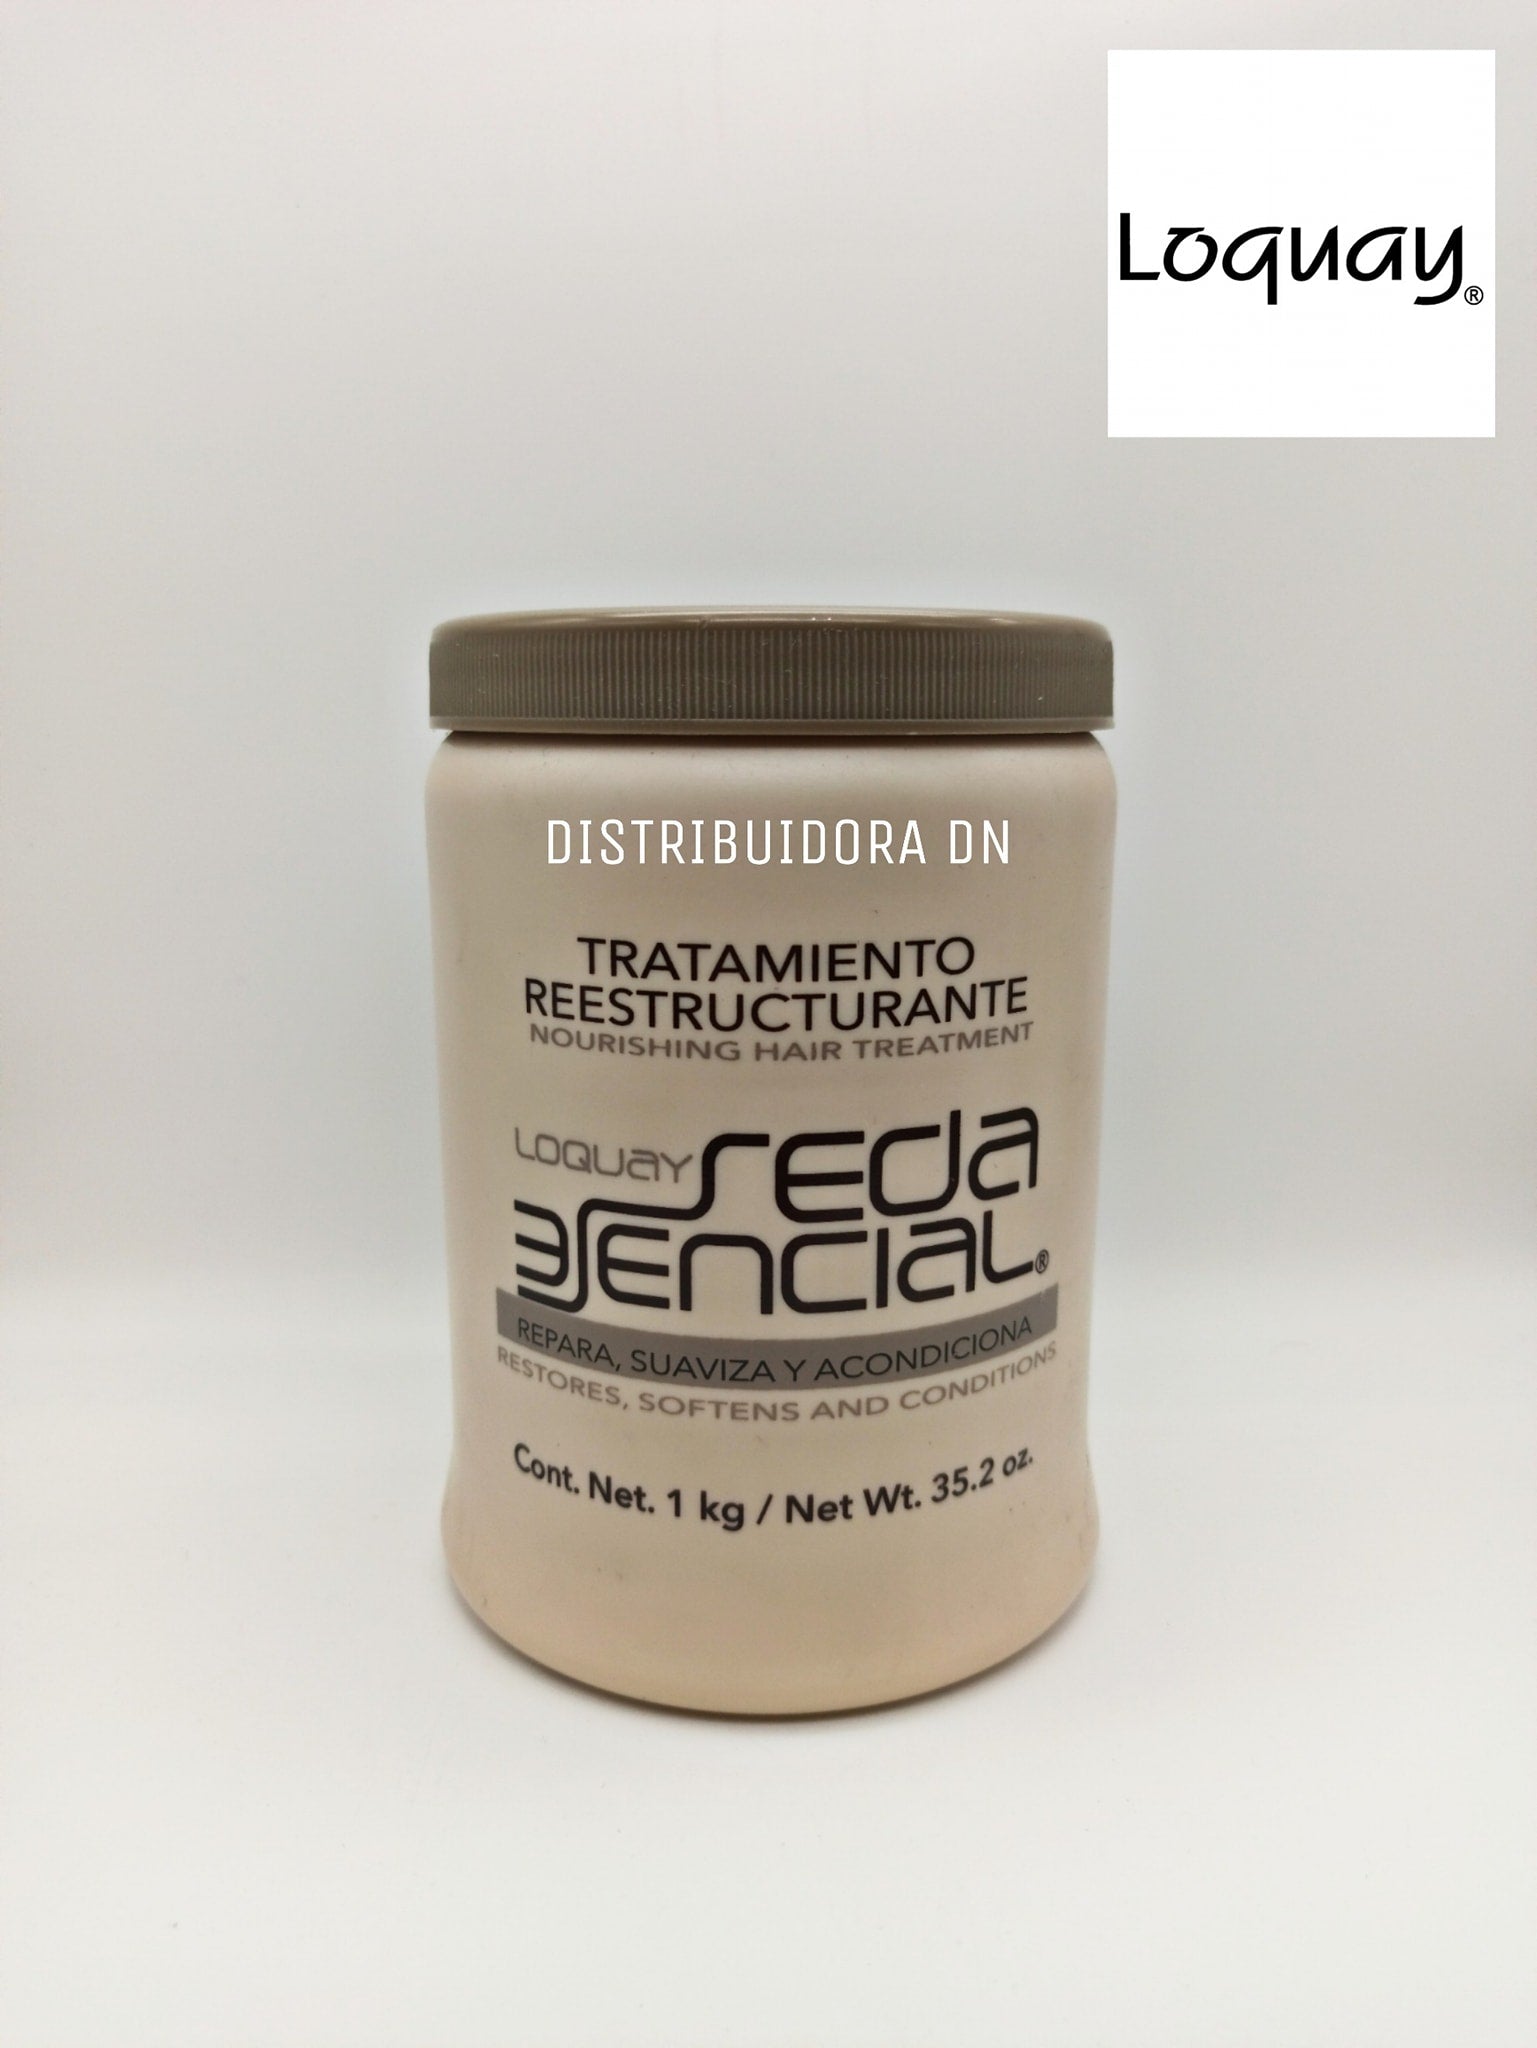 Loquay®
DISTRIBUIDORA DN
TRATAMIENTO
REESTRUCTURANTE
NOURISHING HAIR TREATMENT
LOQUAY seda
esencial®
REPARA, SUAVIZA Y ACONDICIONA
RESTORES, SOFTENS AND CONDITIONS
Cont. Net. 1 kg / Net Wt. 35.2 oz.